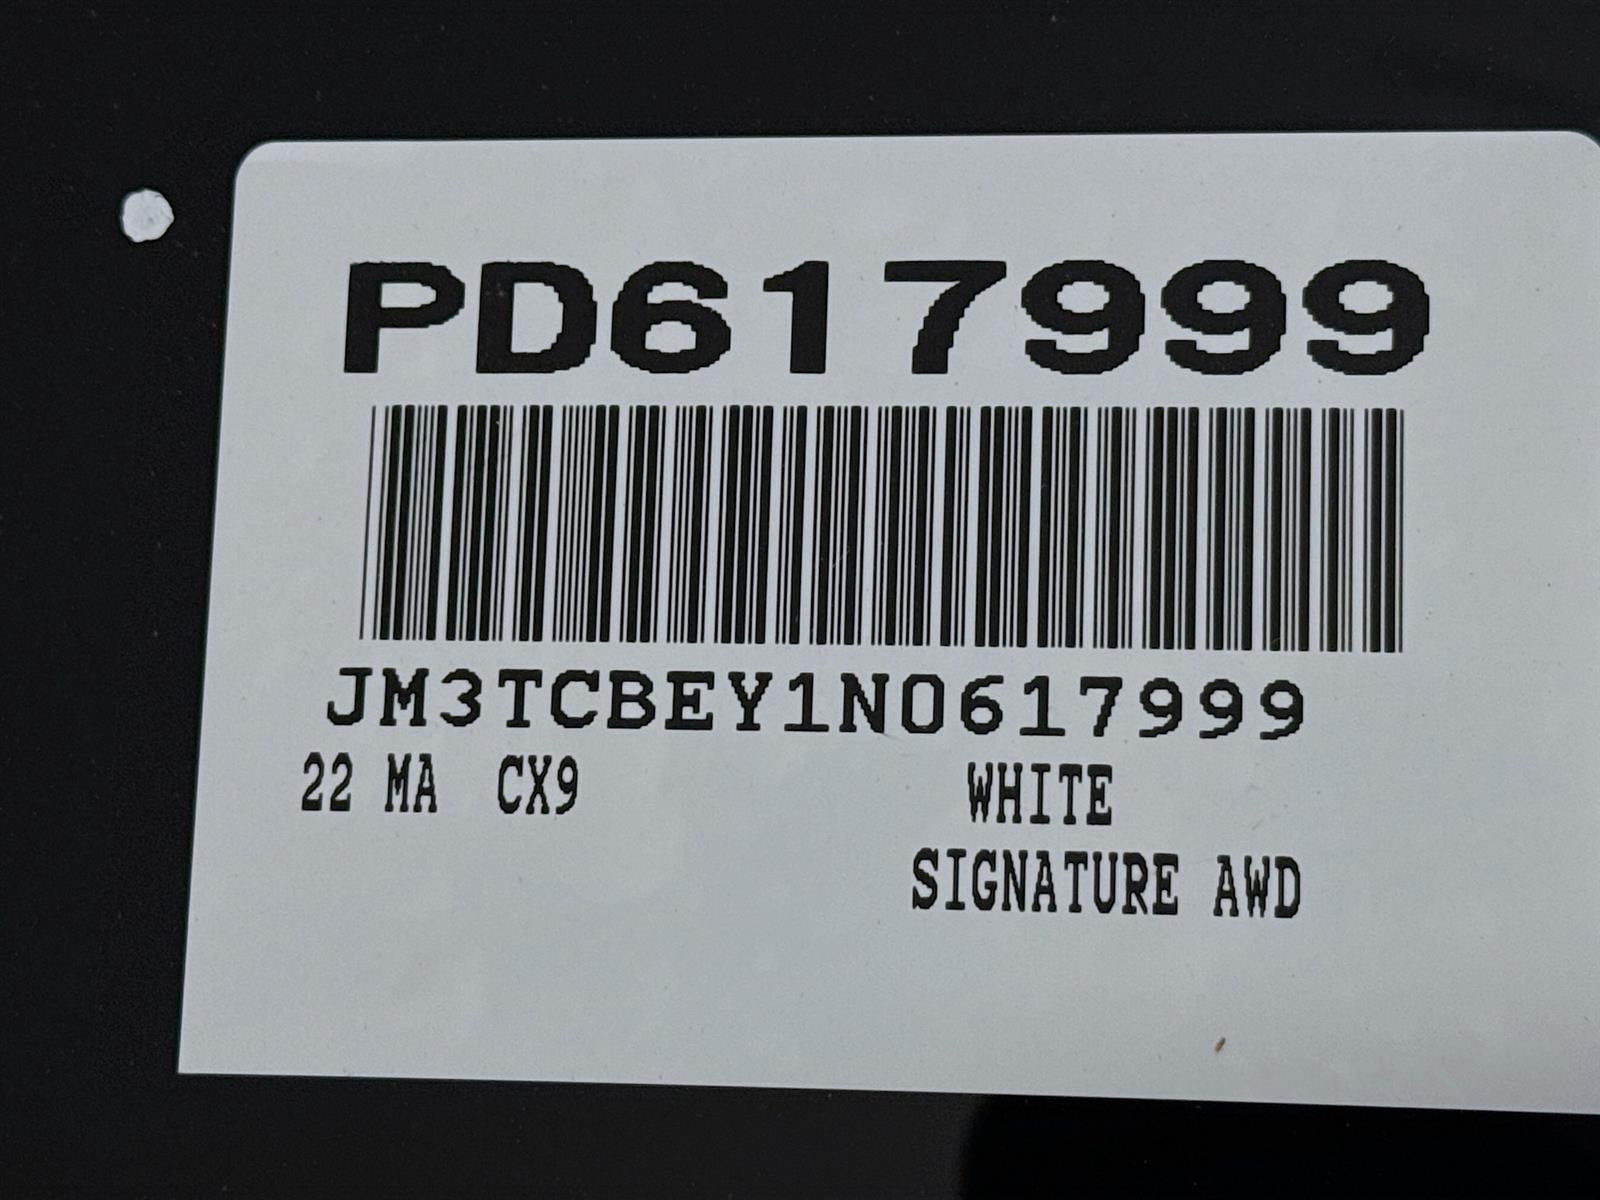 PD617999
JM3TCBEY1N0617999
22 MA CX9 WHITE
SIGNATURE AWD